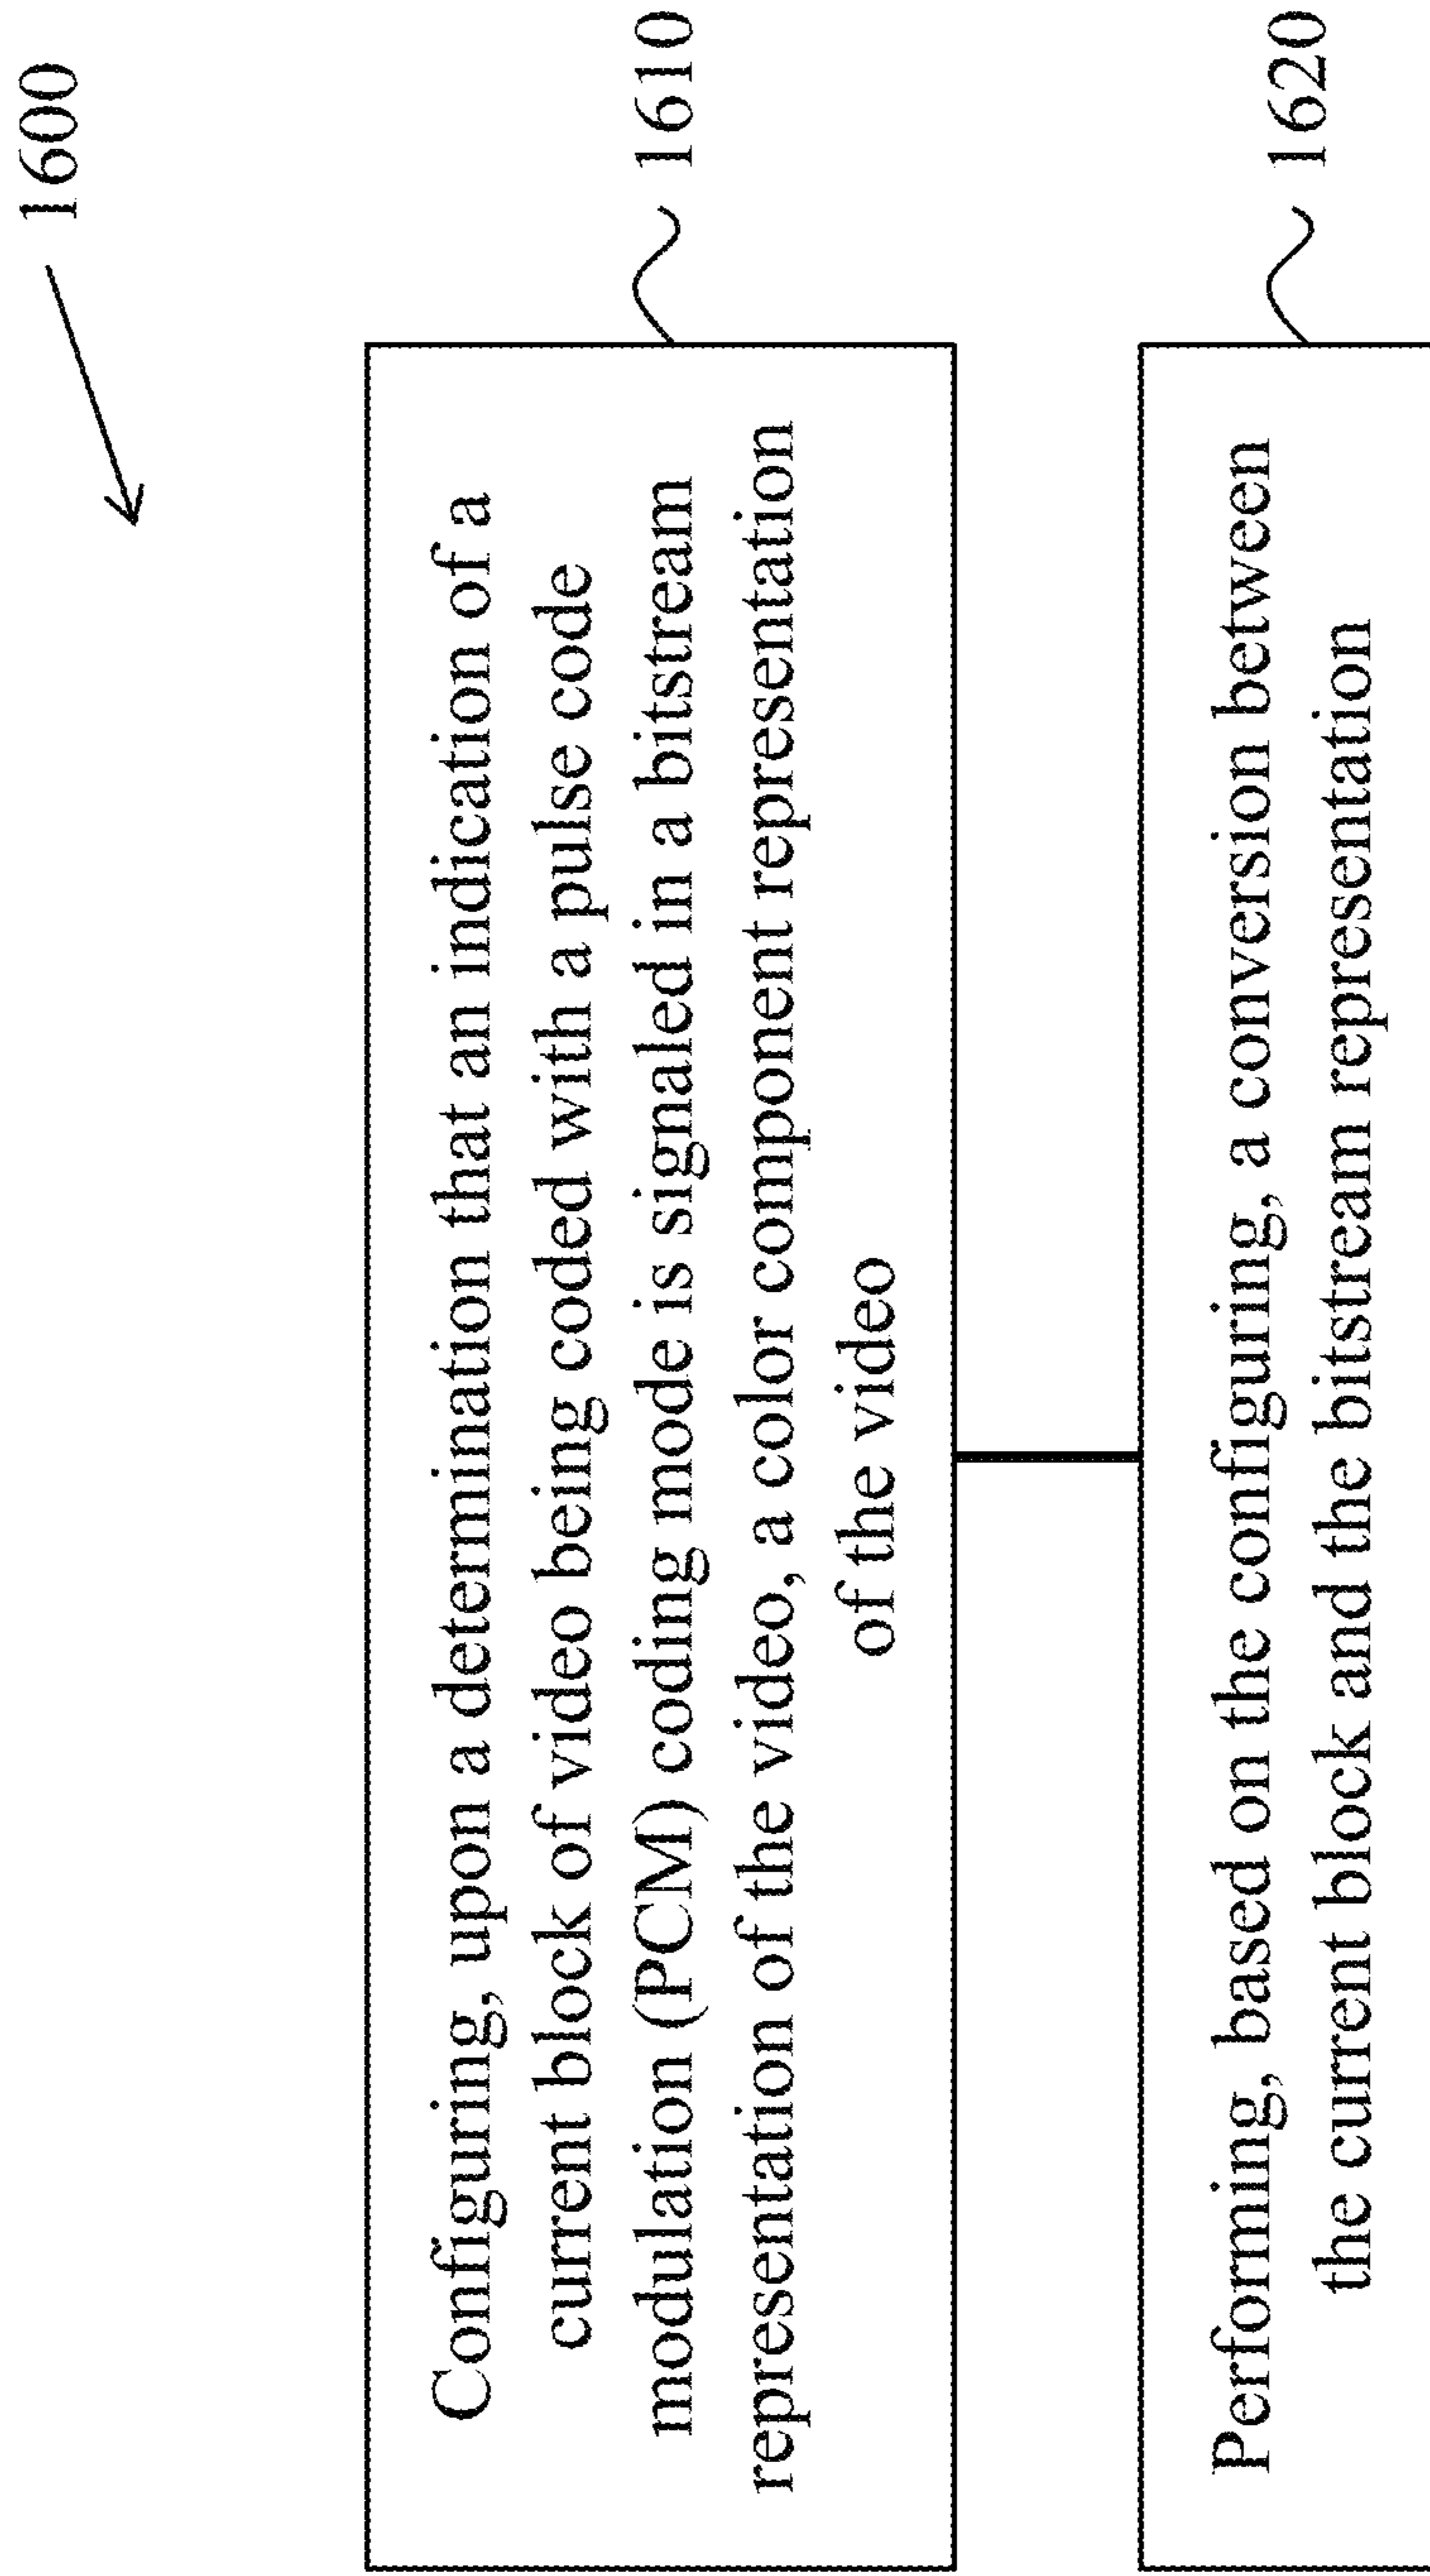 1600
Configuring, upon a determination that an indication of a
current block of video being coded with a pulse code
modulation (PCM) coding mode is signaled in a bitstream
representation of the video, a color component representation
of the video
1610
Performing, based on the configuring, a conversion between
the current block and the bitstream representation
1620